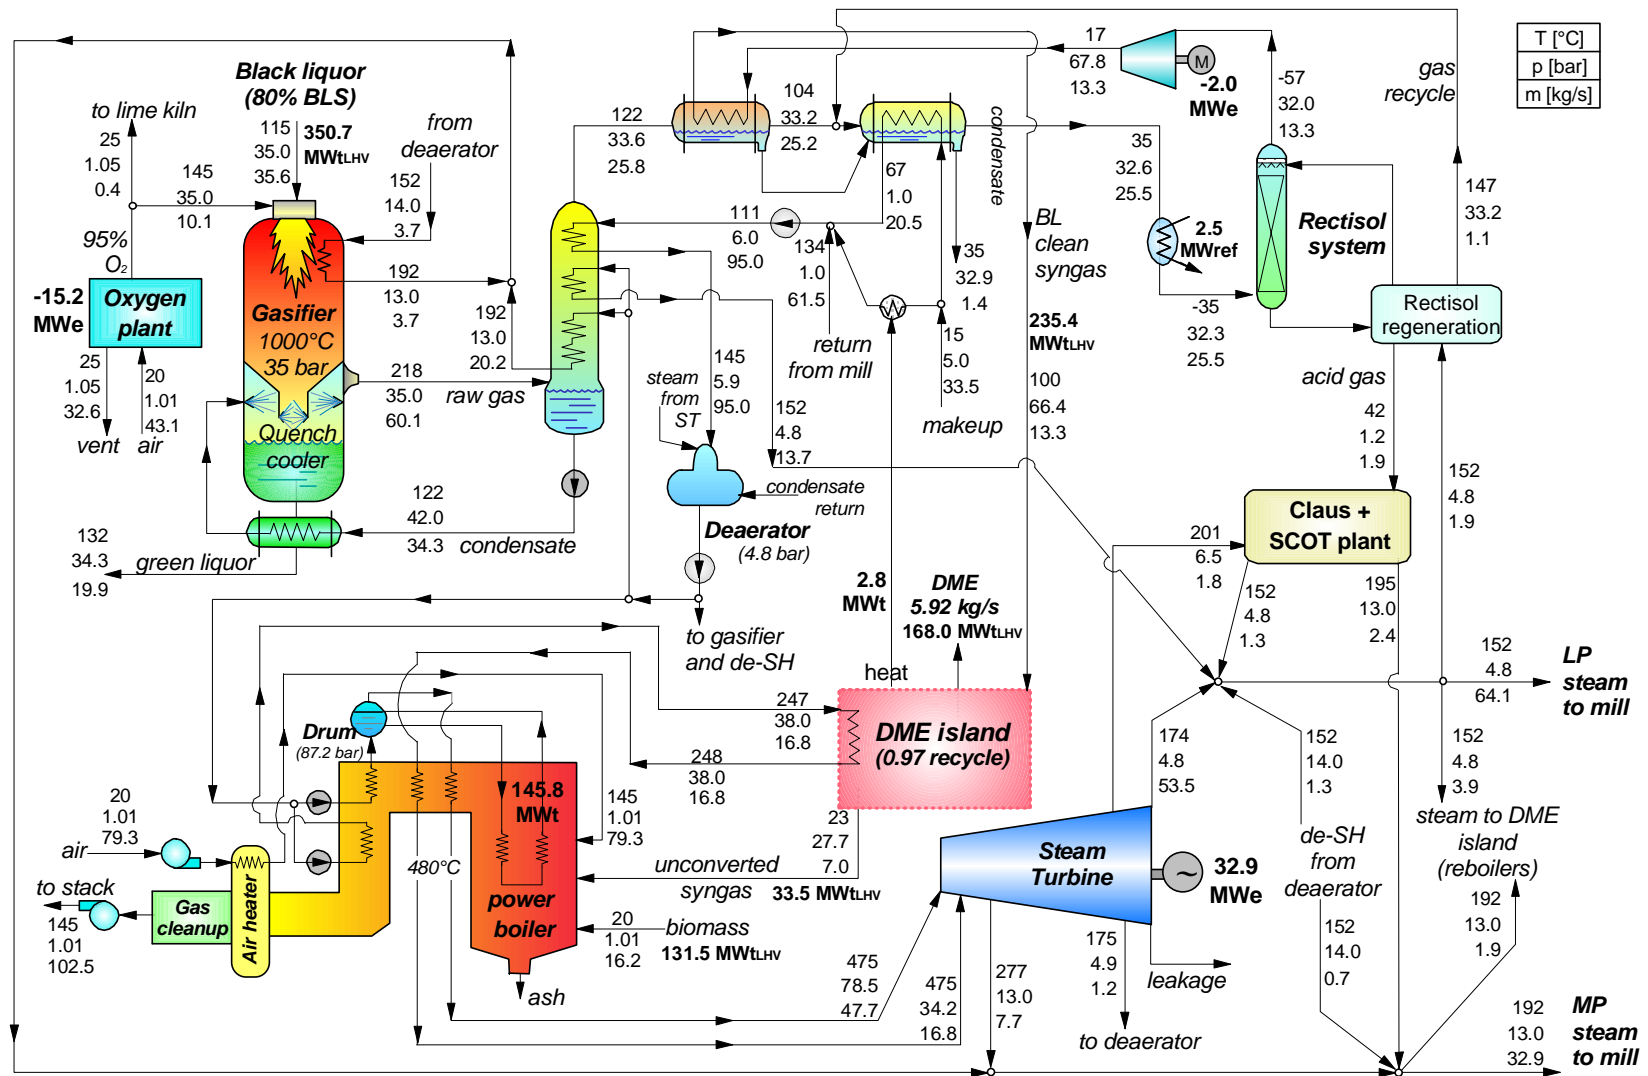 T [°C]
p [bar]
m [kg/s]
Black liquor
(80% BLS)
115
35.0
35.6
350.7
MWtLHV
to lime kiln
25
1.05
0.4
145
35.0
10.1
from
deaerator
152
14.0
3.7
95%
O2
-15.2
MWe
Oxygen
plant
25
1.05
32.6
vent
20
1.01
43.1
air
Gasifier
1000°C
35 bar
Quench
cooler
192
13.0
3.7
192
13.0
20.2
218
35.0
60.1
raw gas
122
42.0
34.3
condensate
132
34.3
19.9
green liquor
122
33.6
25.8
104
33.2
25.2
111
6.0
95.0
134
1.0
61.5
67
1.0
20.5
return
from mill
35
32.9
1.4
15
5.0
33.5
makeup
condensate
17
67.8
13.3
M
-2.0
MWe
-57
32.0
13.3
gas
recycle
35
32.6
25.5
2.5
MWref
-35
32.3
25.5
Rectisol
system
147
33.2
1.1
Rectisol
regeneration
BL
clean
syngas
235.4
MWtLHV
100
66.4
13.3
acid gas
42
1.2
1.9
152
4.8
1.9
steam
from
ST
145
5.9
95.0
152
4.8
13.7
condensate
return
Deaerator
(4.8 bar)
to gasifier
and de-SH
2.8
MWt
heat
DME
5.92 kg/s
168.0 MWtLHV
Claus +
SCOT plant
201
6.5
1.8
152
4.8
1.3
195
13.0
2.4
152
4.8
64.1
LP
steam
to mill
DME island
(0.97 recycle)
247
38.0
16.8
248
38.0
16.8
23
27.7
7.0
unconverted
syngas
33.5 MWtLHV
Drum
(87.2 bar)
145.8
MWt
145
1.01
79.3
20
1.01
79.3
air
to stack
145
1.01
102.5
Gas
cleanup
Air heater
480°C
power
boiler
20
1.01
16.2
biomass
131.5 MWtLHV
ash
Steam
Turbine
~
32.9
MWe
174
4.8
53.5
152
14.0
1.3
de-SH
from
deaerator
152
14.0
0.7
152
4.8
3.9
steam to DME
island
(reboilers)
192
13.0
1.9
475
78.5
47.7
475
34.2
16.8
277
13.0
7.7
175
4.9
1.2
to deaerator
leakage
192
13.0
32.9
MP
steam
to mill